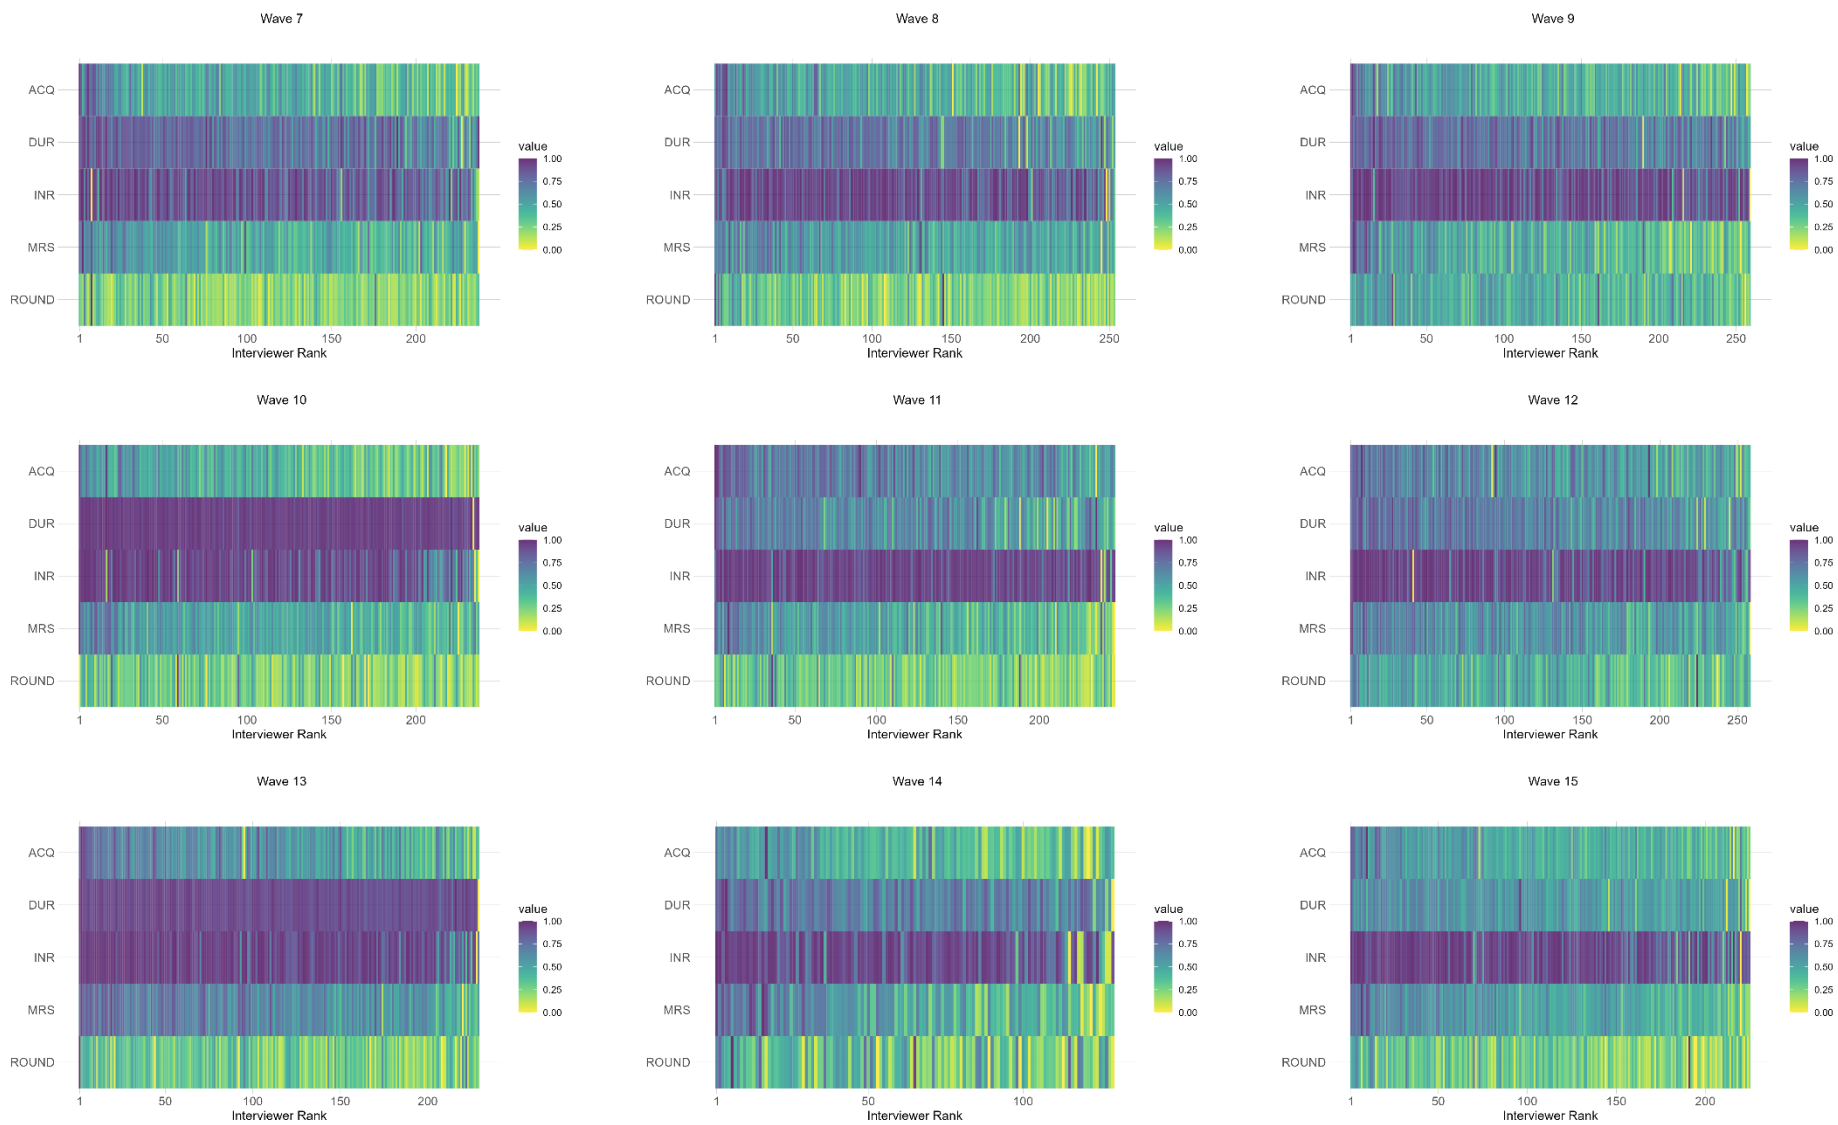 Wave 7
ACQ
DUR
INR
MRS
ROUND
1 50 100 150 200
Interviewer Rank
value
1.00
0.75
0.50
0.25
0.00
Wave 8
ACQ
DUR
INR
MRS
ROUND
1 50 100 150 200 250
Interviewer Rank
value
1.00
0.75
0.50
0.25
0.00
Wave 9
ACQ
DUR
INR
MRS
ROUND
1 50 100 150 200 250
Interviewer Rank
value
1.00
0.75
0.50
0.25
0.00
Wave 10
ACQ
DUR
INR
MRS
ROUND
1 50 100 150 200
Interviewer Rank
value
1.00
0.75
0.50
0.25
0.00
Wave 11
ACQ
DUR
INR
MRS
ROUND
1 50 100 150 200
Interviewer Rank
value
1.00
0.75
0.50
0.25
0.00
Wave 12
ACQ
DUR
INR
MRS
ROUND
1 50 100 150 200 250
Interviewer Rank
value
1.00
0.75
0.50
0.25
0.00
Wave 13
ACQ
DUR
INR
MRS
ROUND
1 50 100 150 200
Interviewer Rank
value
1.00
0.75
0.50
0.25
0.00
Wave 14
ACQ
DUR
INR
MRS
ROUND
1 50 100
Interviewer Rank
value
1.00
0.75
0.50
0.25
0.00
Wave 15
ACQ
DUR
INR
MRS
ROUND
1 50 100 150 200
Interviewer Rank
value
1.00
0.75
0.50
0.25
0.00